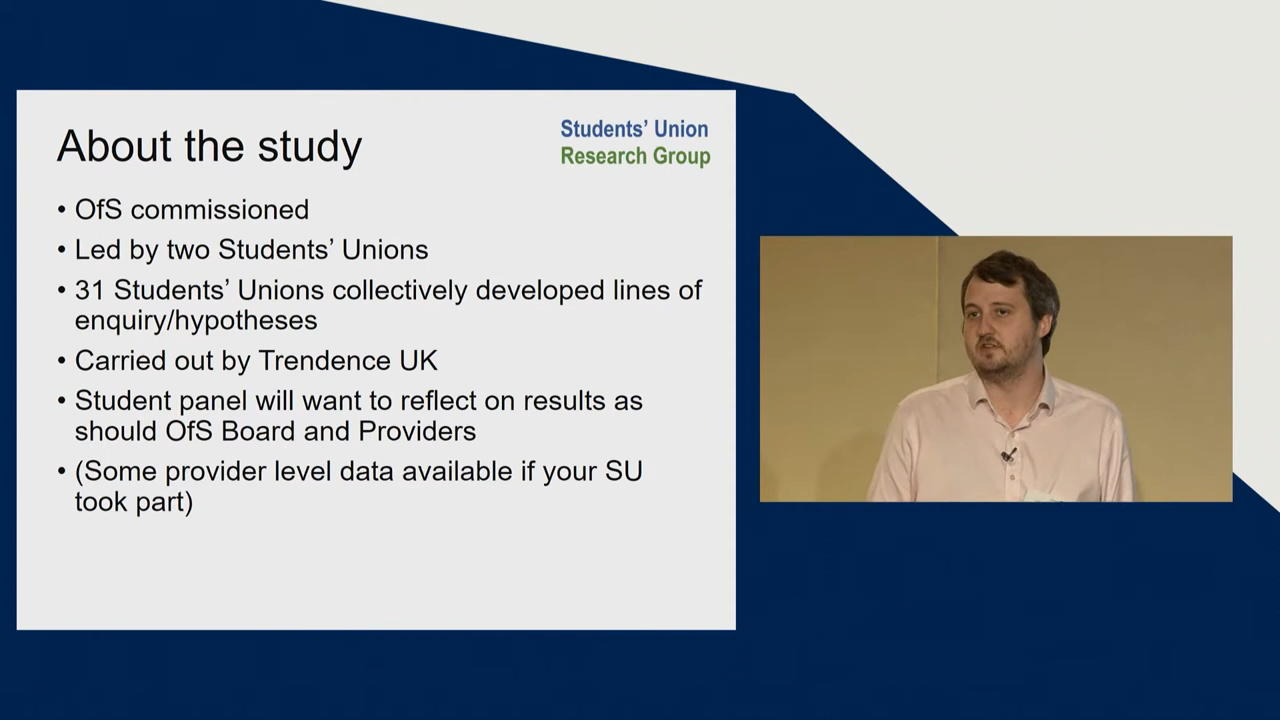 About the study
Students’ Union
Research Group
• OfS commissioned
• Led by two Students’ Unions
• 31 Students’ Unions collectively developed lines of
enquiry/hypotheses
• Carried out by Trendence UK
• Student panel will want to reflect on results as
should OfS Board and Providers
• (Some provider level data available if your SU
took part)